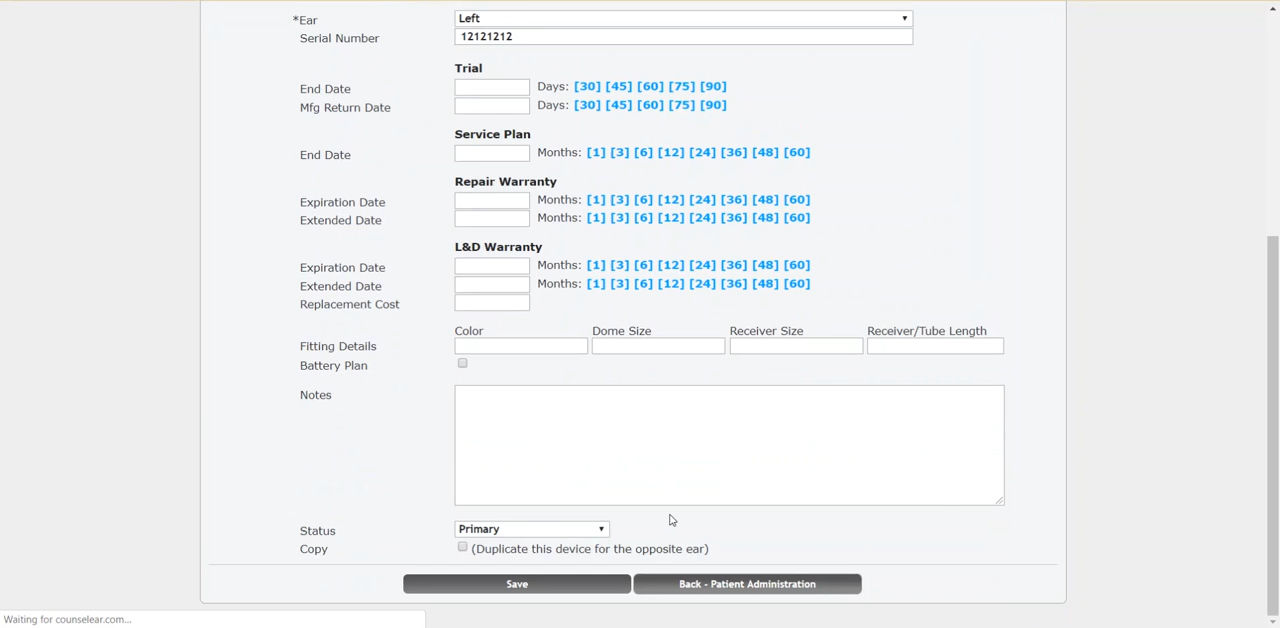 *Ear Left
Serial Number 12121212
Trial
End Date Days: [30] [45] [60] [75] [90]
Mfg Return Date Days: [30] [45] [60] [75] [90]
Service Plan
End Date Months: [1] [3] [6] [12] [24] [36] [48] [60]
Repair Warranty
Expiration Date Months: [1] [3] [6] [12] [24] [36] [48] [60]
Extended Date Months: [1] [3] [6] [12] [24] [36] [48] [60]
L&D Warranty
Expiration Date Months: [1] [3] [6] [12] [24] [36] [48] [60]
Extended Date Months: [1] [3] [6] [12] [24] [36] [48] [60]
Replacement Cost
Color Dome Size Receiver Size Receiver/Tube Length
Fitting Details
Battery Plan
Notes
Status Primary
Copy (Duplicate this device for the opposite ear)
Save Back - Patient Administration
Waiting for counselear.com...